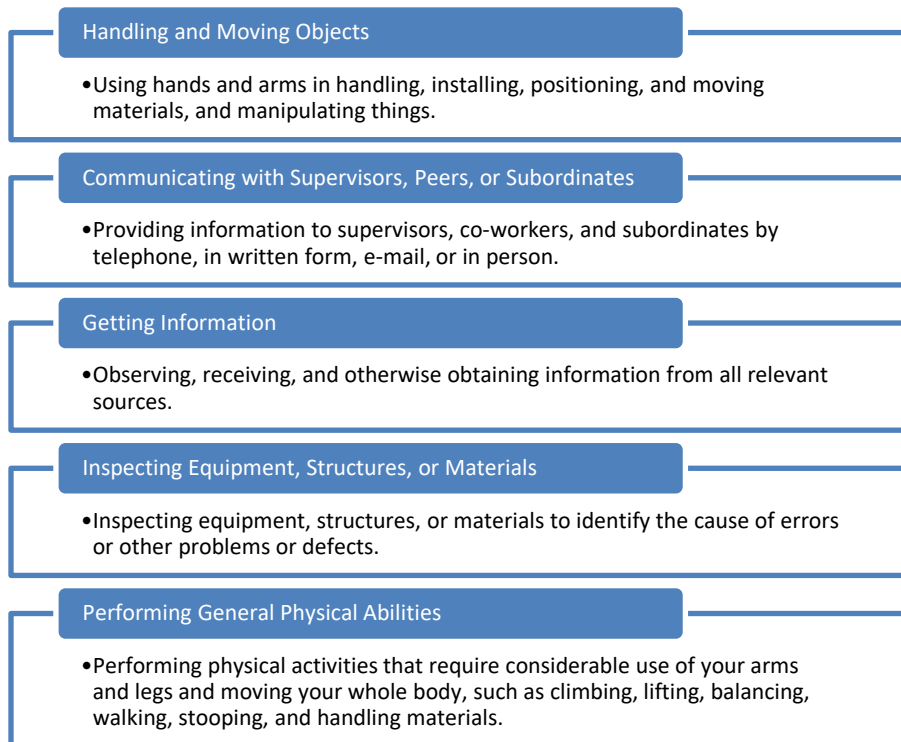 Handling and Moving Objects
•Using hands and arms in handling, installing, positioning, and moving
materials, and manipulating things.
Communicating with Supervisors, Peers, or Subordinates
•Providing information to supervisors, co-workers, and subordinates by
telephone, in written form, e-mail, or in person.
Getting Information
•Observing, receiving, and otherwise obtaining information from all relevant
sources.
Inspecting Equipment, Structures, or Materials
•Inspecting equipment, structures, or materials to identify the cause of errors
or other problems or defects.
Performing General Physical Abilities
•Performing physical activities that require considerable use of your arms
and legs and moving your whole body, such as climbing, lifting, balancing,
walking, stooping, and handling materials.